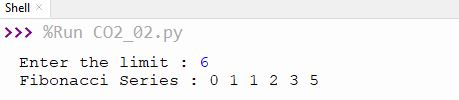 Shell ×
>>> %Run CO2_02.py
Enter the limit : 6
Fibonacci Series : 0 1 1 2 3 5